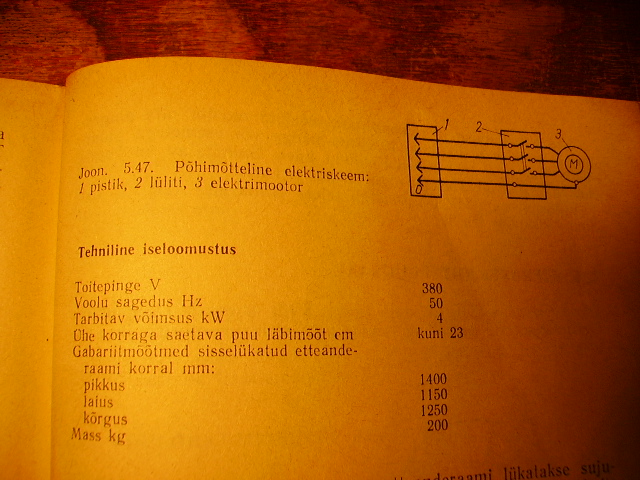 Joon. 5.47. Põhimõtteline elektriskeem:
1 pistik, 2 lüliti, 3 elektrimootor
1 2 3
M
Tehniline iseloomustus
Toitepinge V 380
Voolu sagedus Hz 50
Tarbitav võimsus kW 4
Ühe korraga saetava puu läbimõõt cm kuni 23
Gabariitmõõtmed sisselükatud etteande-
raami korral mm:
pikkus 1400
laius 1150
kõrgus 1250
Mass kg 200
lükatakse suju-